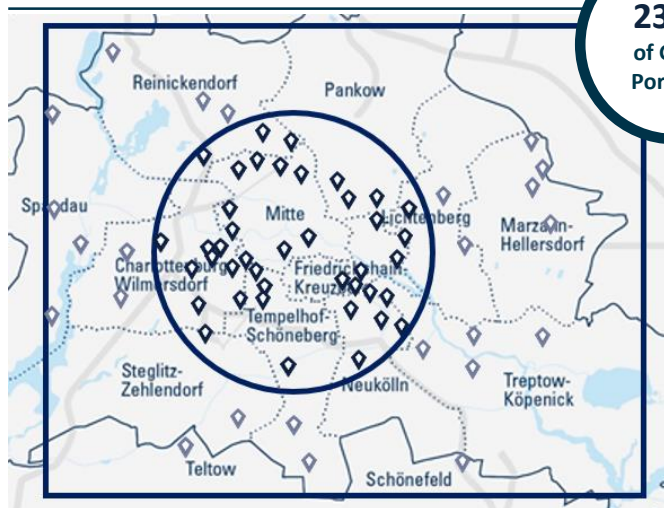 23
of
Por
Reinickendorf
Pankow
Spandau
Mitte
Lichtenberg
Marzahn-
Hellersdorf
Charlottenburg
Wilmersdorf
Friedrichshain-
Kreuzberg
Tempelhof-
Schöneberg
Steglitz-
Zehlendorf
Neukölln
Treptow-
Köpenick
Teltow
Schönefeld